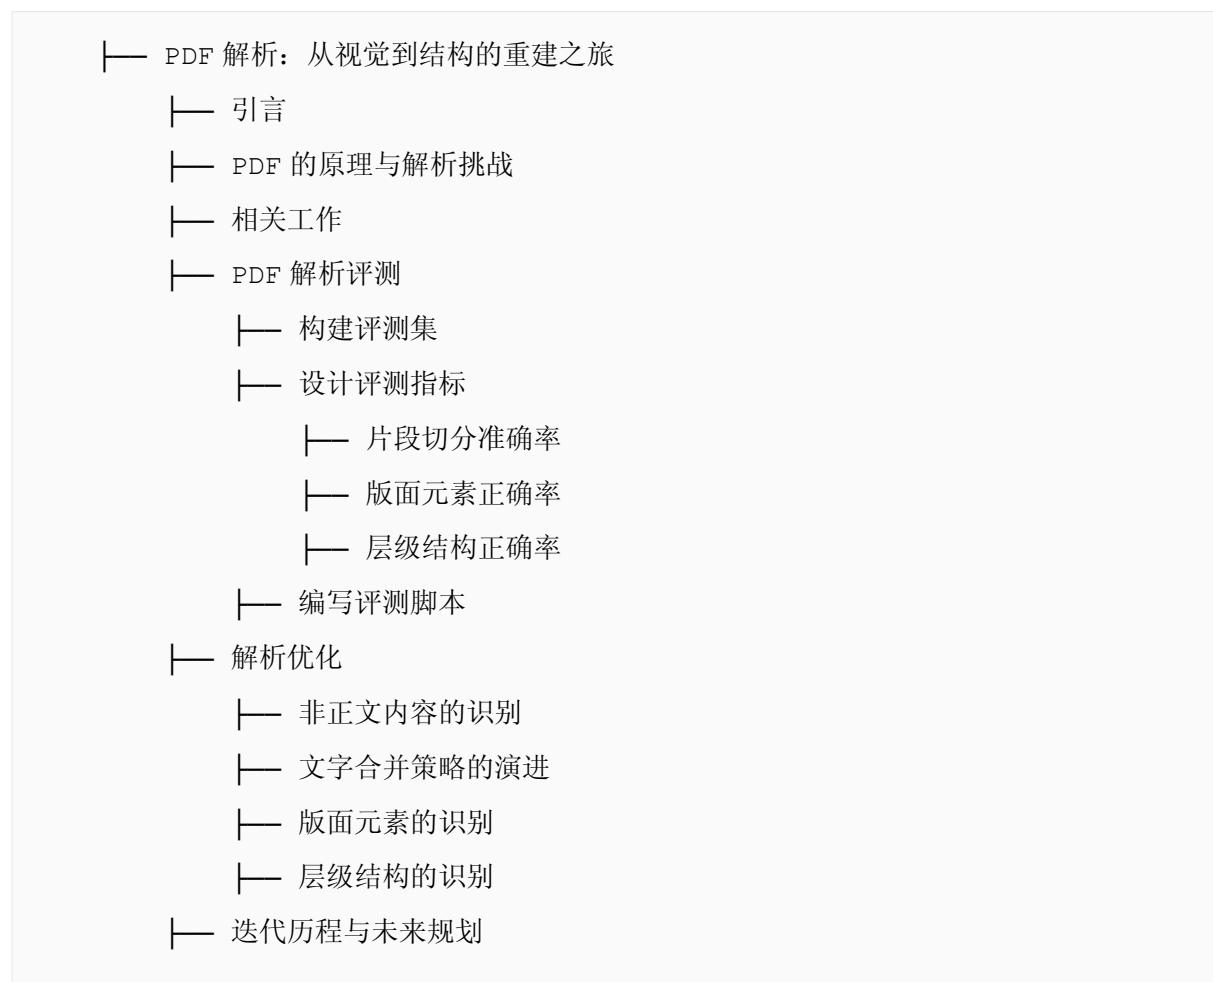 ├── PDF 解析：从视觉到结构的重建之旅
├── 引言
├── PDF 的原理与解析挑战
├── 相关工作
├── PDF 解析评测
├── 构建评测集
├── 设计评测指标
├── 片段切分准确率
├── 版面元素正确率
├── 层级结构正确率
├── 编写评测脚本
├── 解析优化
├── 非正文内容的识别
├── 文字合并策略的演进
├── 版面元素的识别
├── 层级结构的识别
├── 迭代历程与未来规划